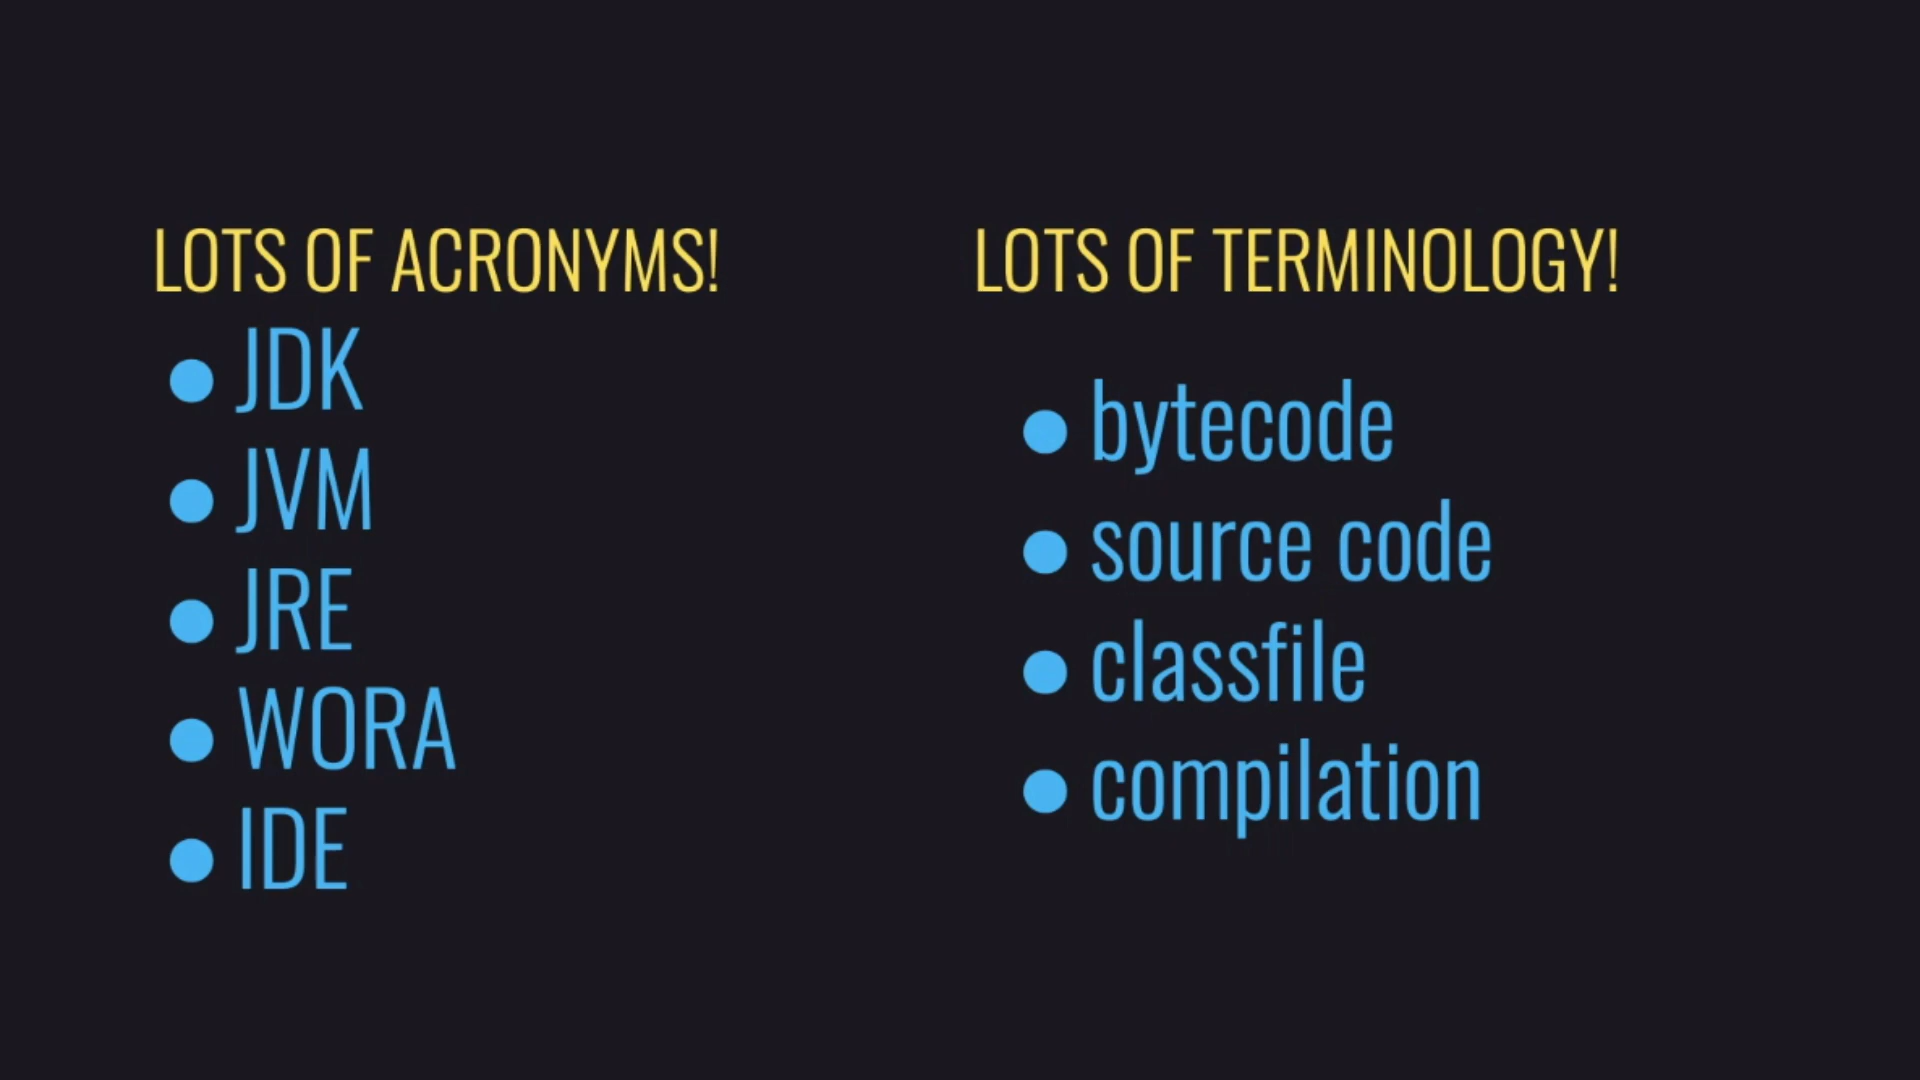 LOTS OF ACRONYMS!
● JDK
● JVM
● JRE
● WORA
● IDE
LOTS OF TERMINOLOGY!
● bytecode
● source code
● classfile
● compilation